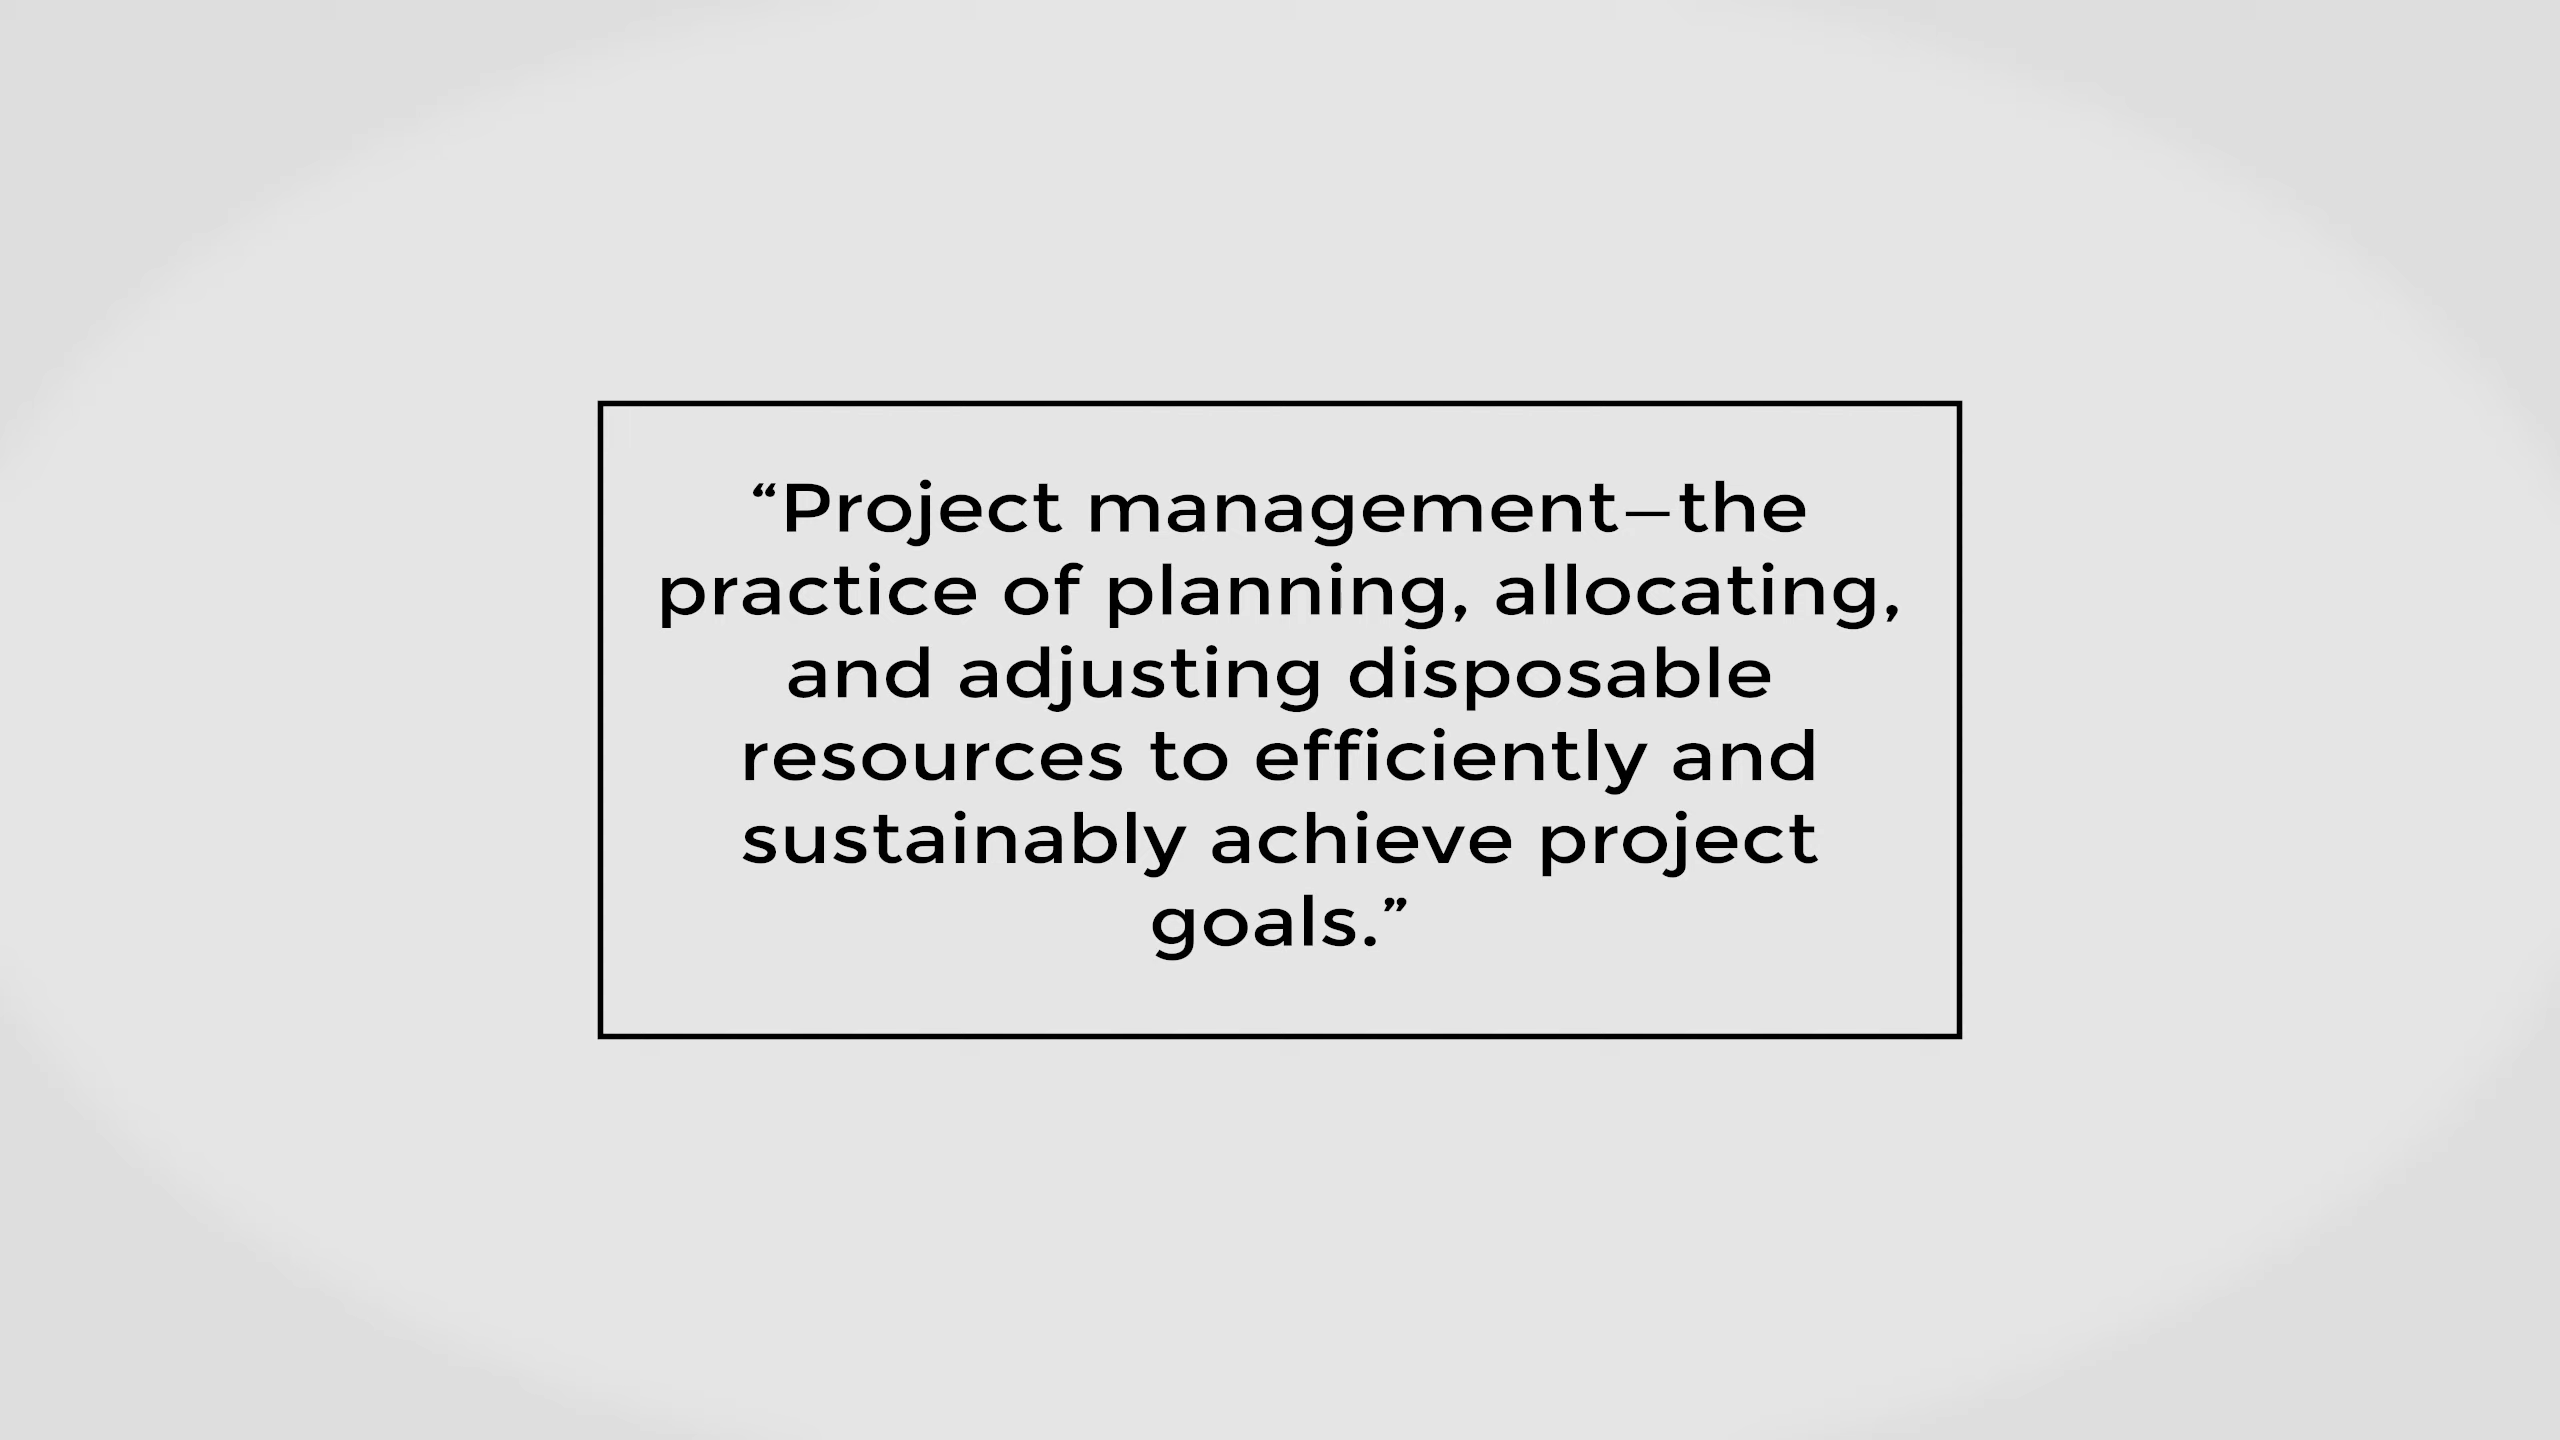 “Project management—the
practice of planning, allocating,
and adjusting disposable
resources to efficiently and
sustainably achieve project
goals.”